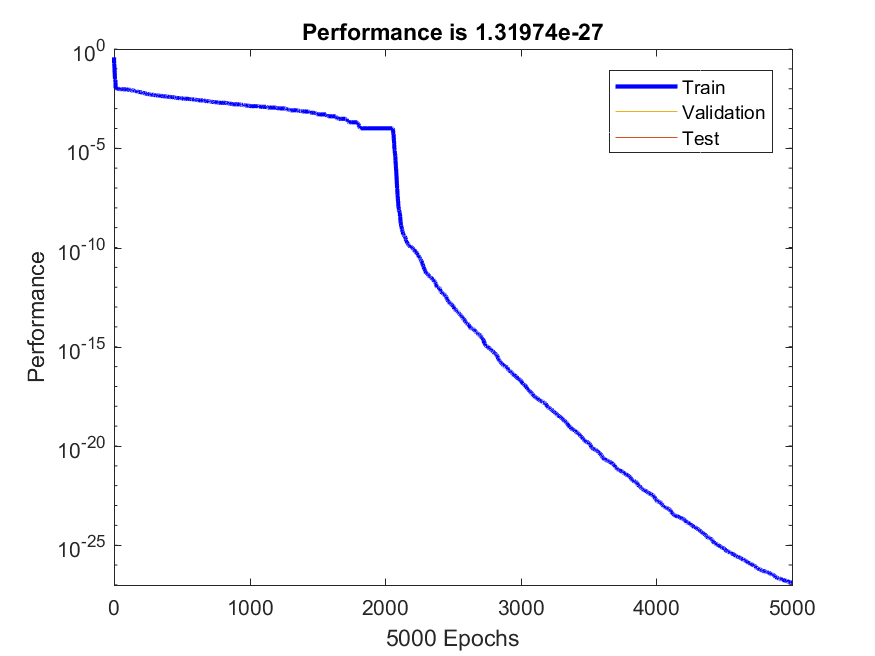 Performance is 1.31974e-27
10^0
10^-5
10^-10
10^-15
10^-20
10^-25
Performance
Train
Validation
Test
0 1000 2000 3000 4000 5000
5000 Epochs